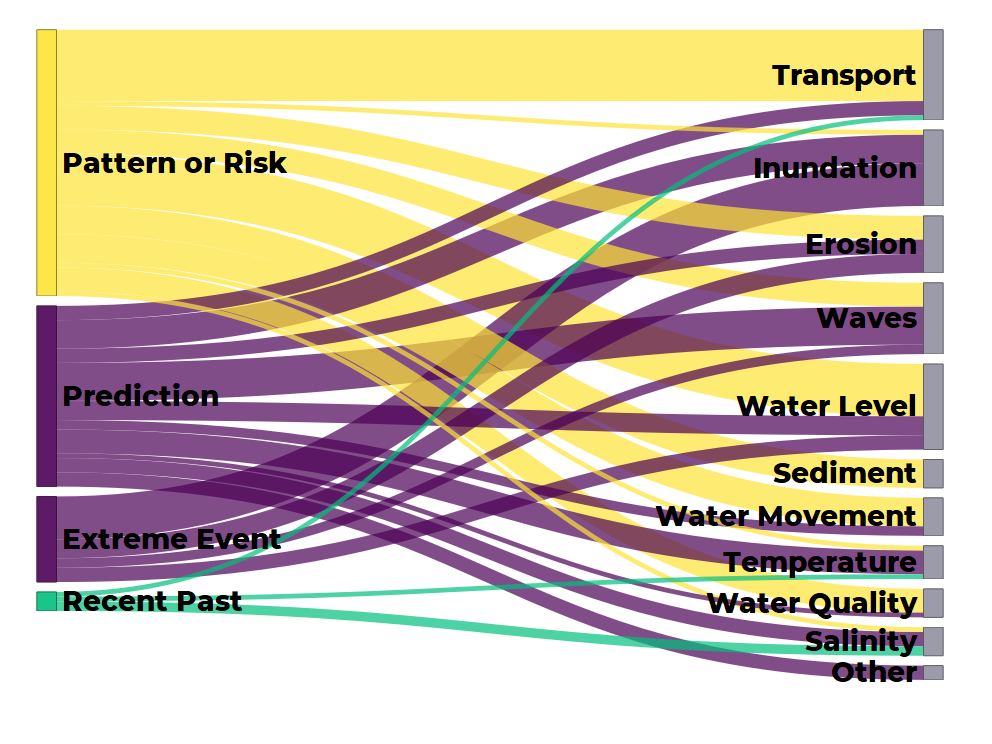 Pattern or Risk
Prediction
Extreme Event
Recent Past
Transport
Inundation
Erosion
Waves
Water Level
Sediment
Water Movement
Temperature
Water Quality
Salinity
Other